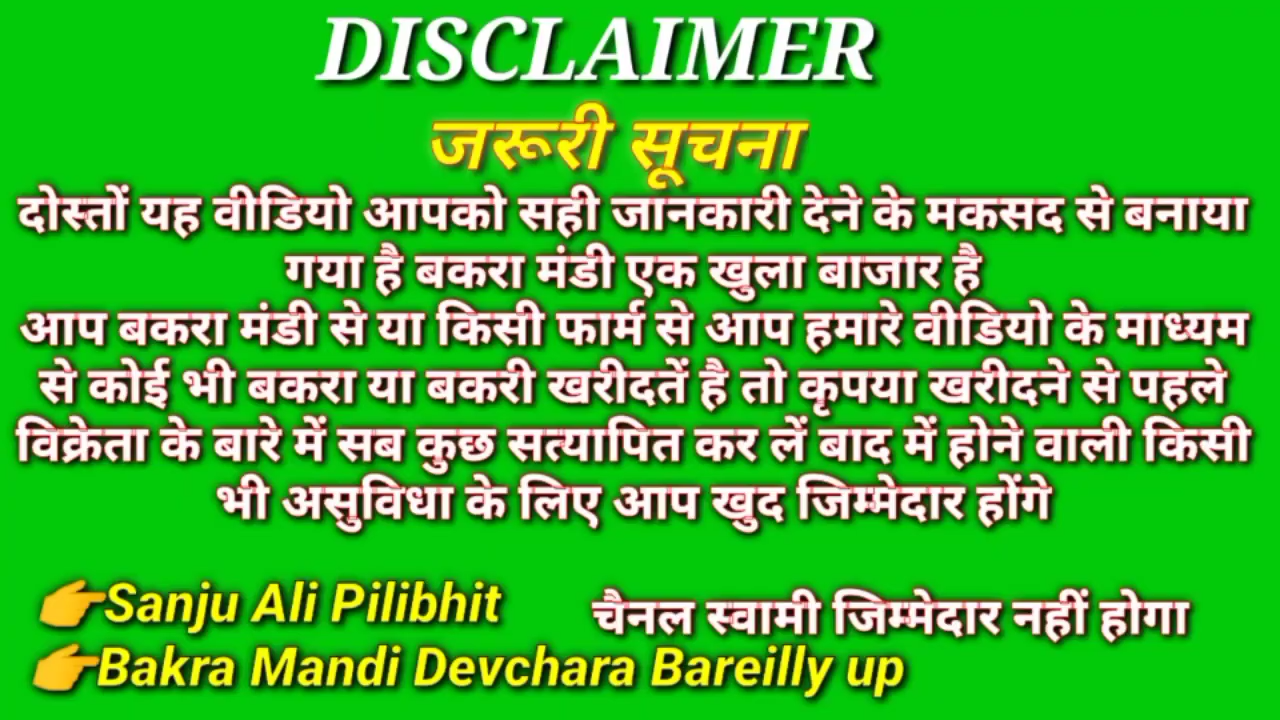 DISCLAIMER
जरूरी सूचना
दोस्तों यह वीडियो आपको सही जानकारी देने के मकसद से बनाया
गया है बकरा मंडी एक खुला बाजार है
आप बकरा मंडी से या किसी फार्म से आप हमारे वीडियो के माध्यम
से कोई भी बकरा या बकरी खरीदतें है तो कृपया खरीदने से पहले
विक्रेता के बारे में सब कुछ सत्यापित कर लें बाद में होने वाली किसी
भी असुविधा के लिए आप खुद जिम्मेदार होंगे
👉Sanju Ali Pilibhit
चैनल स्वामी जिम्मेदार नहीं होगा
👉Bakra Mandi Devchara Bareilly up